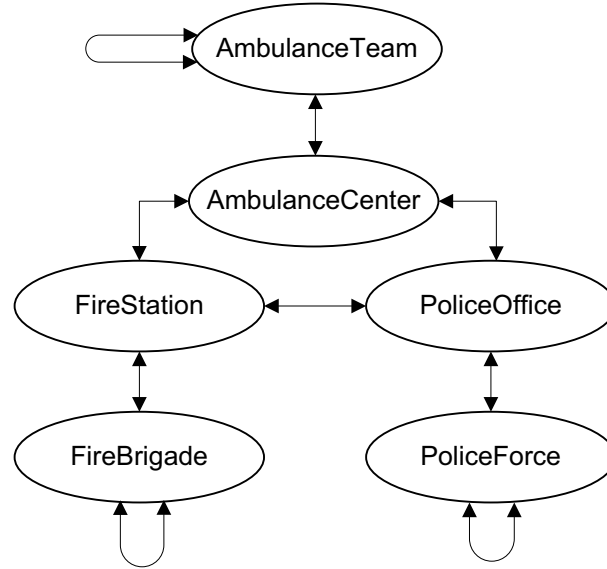 AmbulanceTeam
AmbulanceCenter
FireStation
PoliceOffice
FireBrigade
PoliceForce